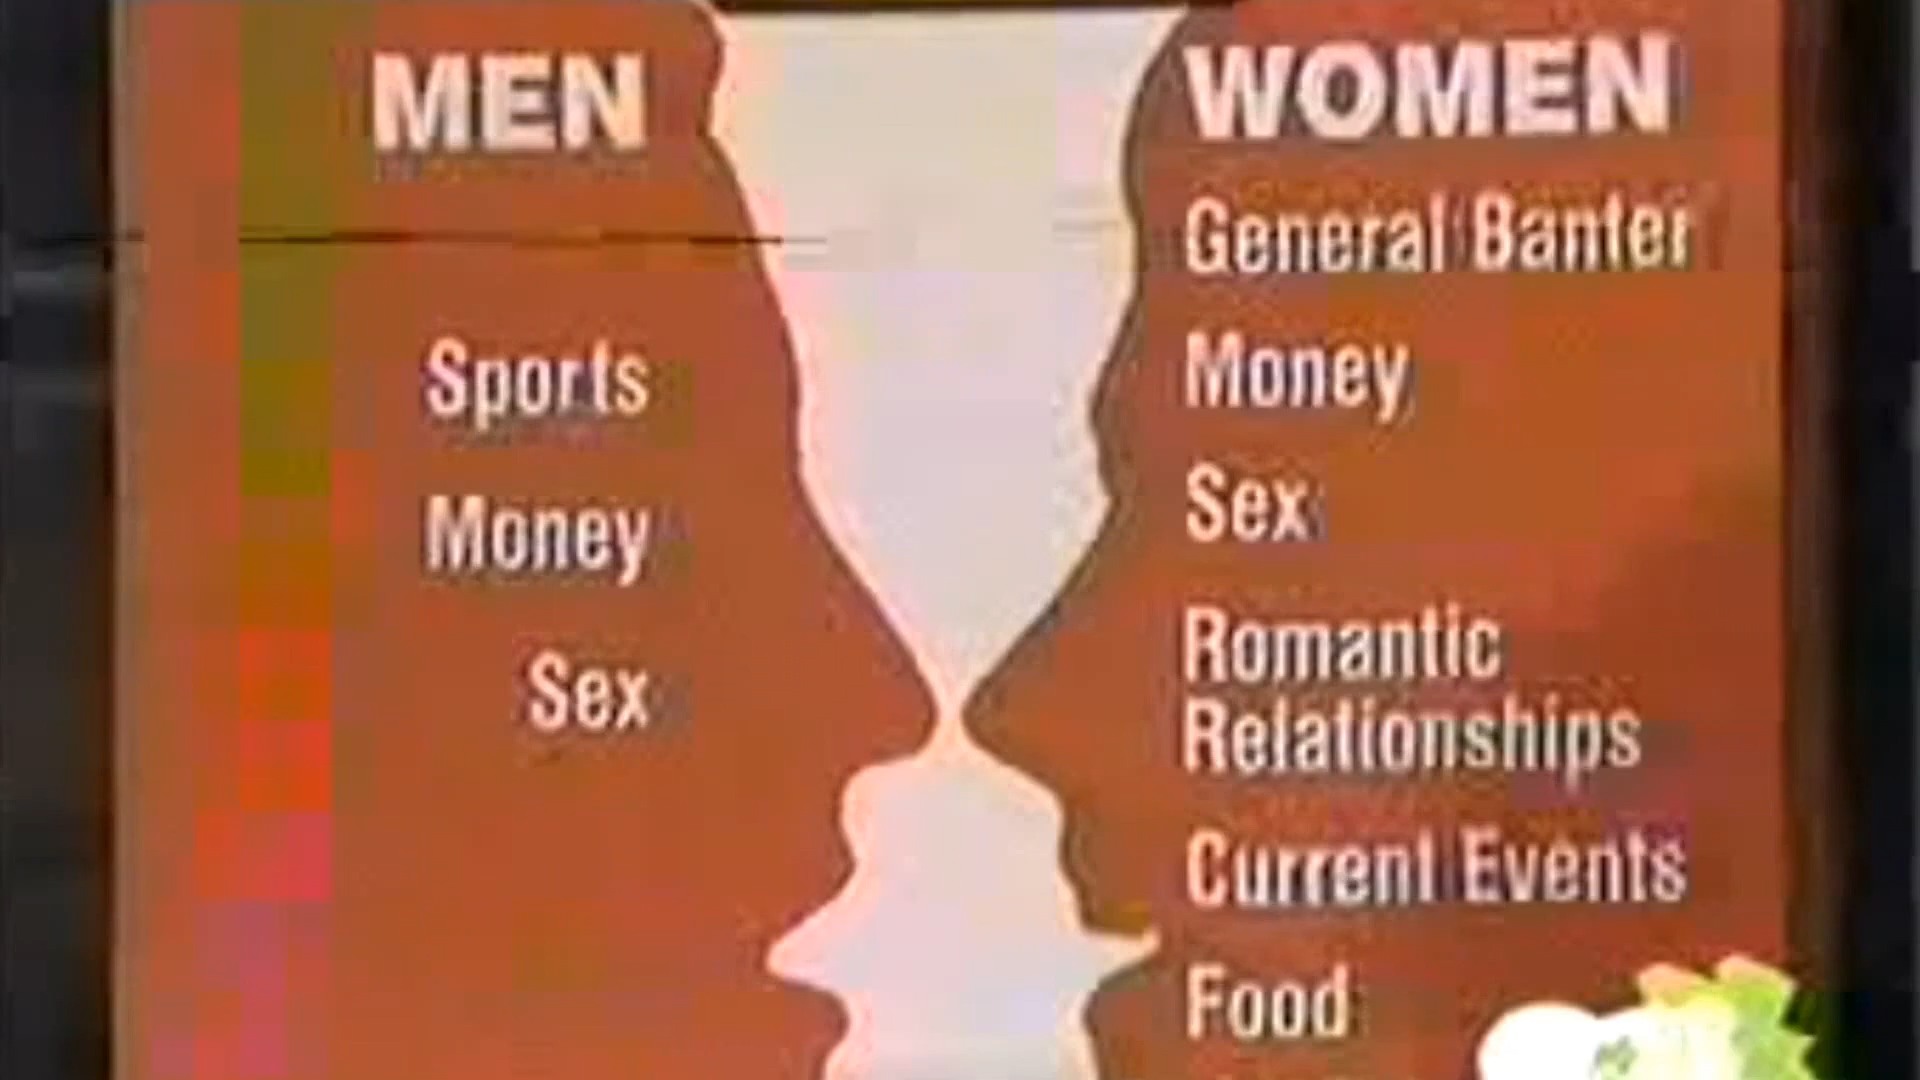 MEN
Sports
Money
Sex
WOMEN
General Banter
Money
Sex
Romantic
Relationships
Current Events
Food